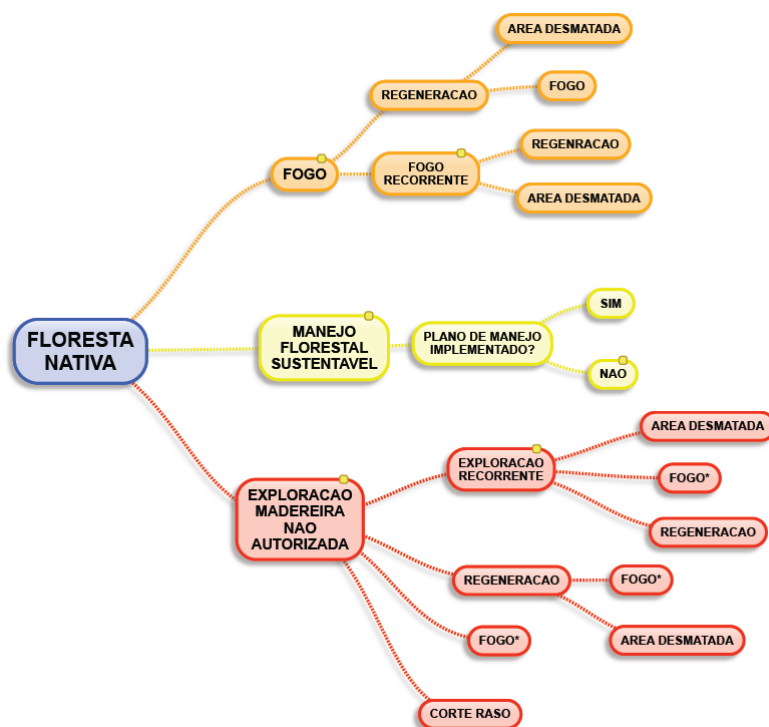 AREA DESMATADA
REGENERACAO
FOGO
FOGO
FOGO
RECORRENTE
REGENRACAO
AREA DESMATADA
FLORESTA
NATIVA
MANEJO
FLORESTAL
SUSTENTAVEL
PLANO DE MANEJO
IMPLEMENTADO?
SIM
NAO
EXPLORACAO
MADEREIRA
NAO
AUTORIZADA
EXPLORACAO
RECORRENTE
AREA DESMATADA
FOGO*
REGENERACAO
REGENERACAO
FOGO*
AREA DESMATADA
FOGO*
CORTE RASO